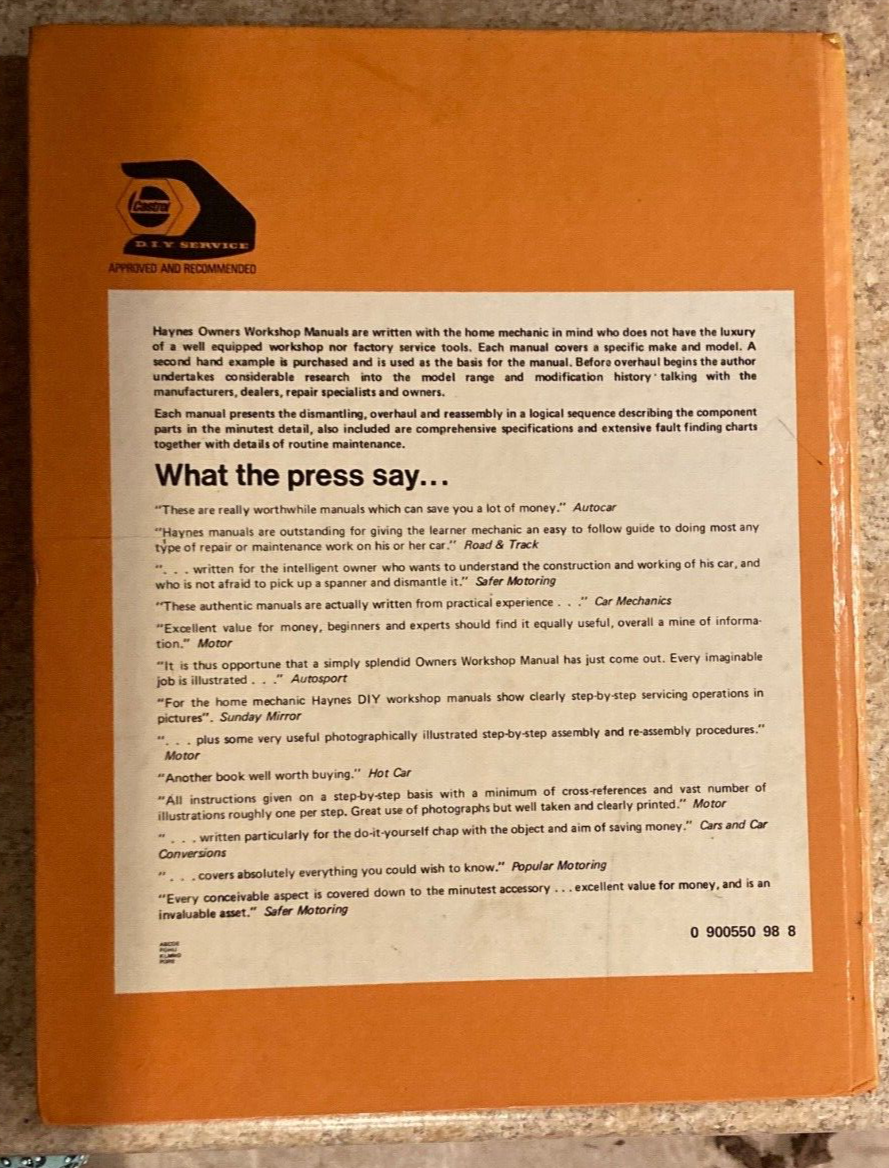 Castrol
D.I.Y SERVICE
APPROVED AND RECOMMENDED
Haynes Owners Workshop Manuals are written with the home mechanic in mind who does not have the luxury
of a well equipped workshop nor factory service tools. Each manual covers a specific make and model. A
second hand example is purchased and is used as the basis for the manual. Before overhaul begins the author
undertakes considerable research into the model range and modification history talking with the
manufacturers, dealers, repair specialists and owners.
Each manual presents the dismantling, overhaul and reassembly in a logical sequence describing the component
parts in the minutest detail, also included are comprehensive specifications and extensive fault finding charts
together with details of routine maintenance.
What the press say...
"These are really worthwhile manuals which can save you a lot of money." Autocar
"Haynes manuals are outstanding for giving the learner mechanic an easy to follow guide to doing most any
type of repair or maintenance work on his or her car." Road & Track
". . . written for the intelligent owner who wants to understand the construction and working of his car, and
who is not afraid to pick up a spanner and dismantle it." Safer Motoring
"These authentic manuals are actually written from practical experience . . ." Car Mechanics
"Excellent value for money, beginners and experts should find it equally useful, overall a mine of informa-
tion." Motor
"It is thus opportune that a simply splendid Owners Workshop Manual has just come out. Every imaginable
job is illustrated . . ." Autosport
"For the home mechanic Haynes DIY workshop manuals show clearly step-by-step servicing operations in
pictures". Sunday Mirror
". . . plus some very useful photographically illustrated step-by-step assembly and re-assembly procedures."
Motor
"Another book well worth buying." Hot Car
"All instructions given on a step-by-step basis with a minimum of cross-references and vast number of
illustrations roughly one per step. Great use of photographs but well taken and clearly printed." Motor
". . . written particularly for the do-it-yourself chap with the object and aim of saving money." Cars and Car
Conversions
". . . covers absolutely everything you could wish to know." Popular Motoring
"Every conceivable aspect is covered down to the minutest accessory . . . excellent value for money, and is an
invaluable asset." Safer Motoring
0 900550 98 8